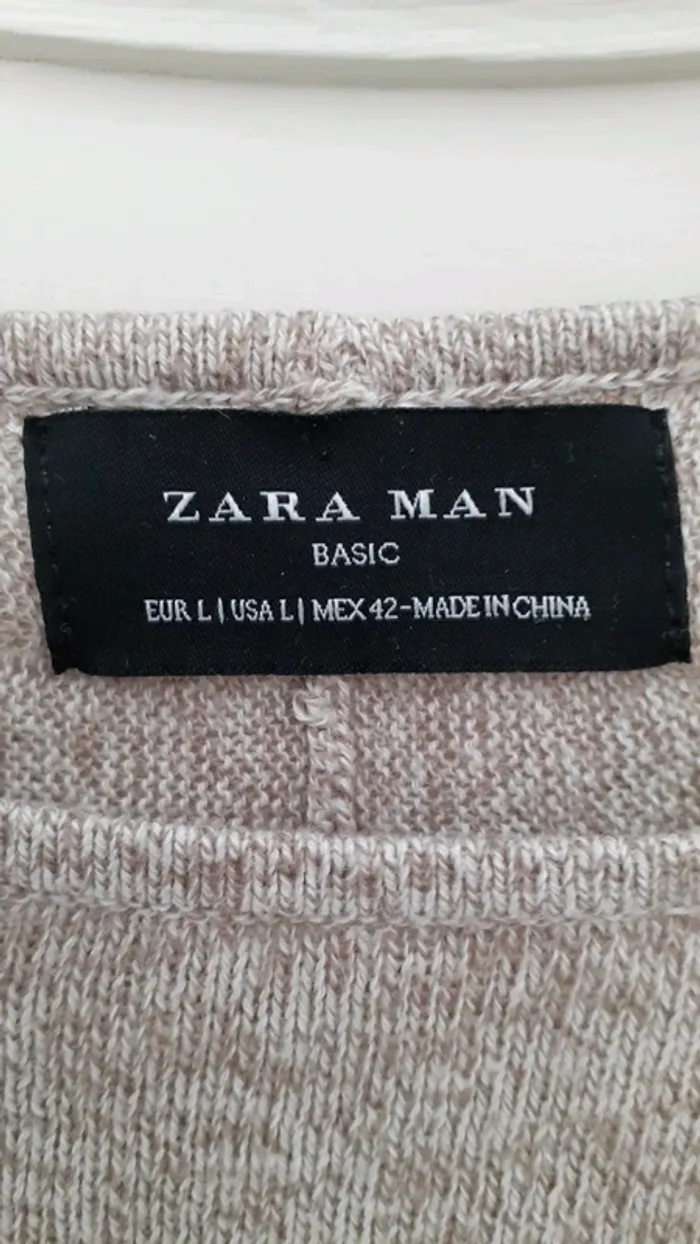 ZARA MAN
BASIC
EUR L | USA L | MEX 42-MADE IN CHINA